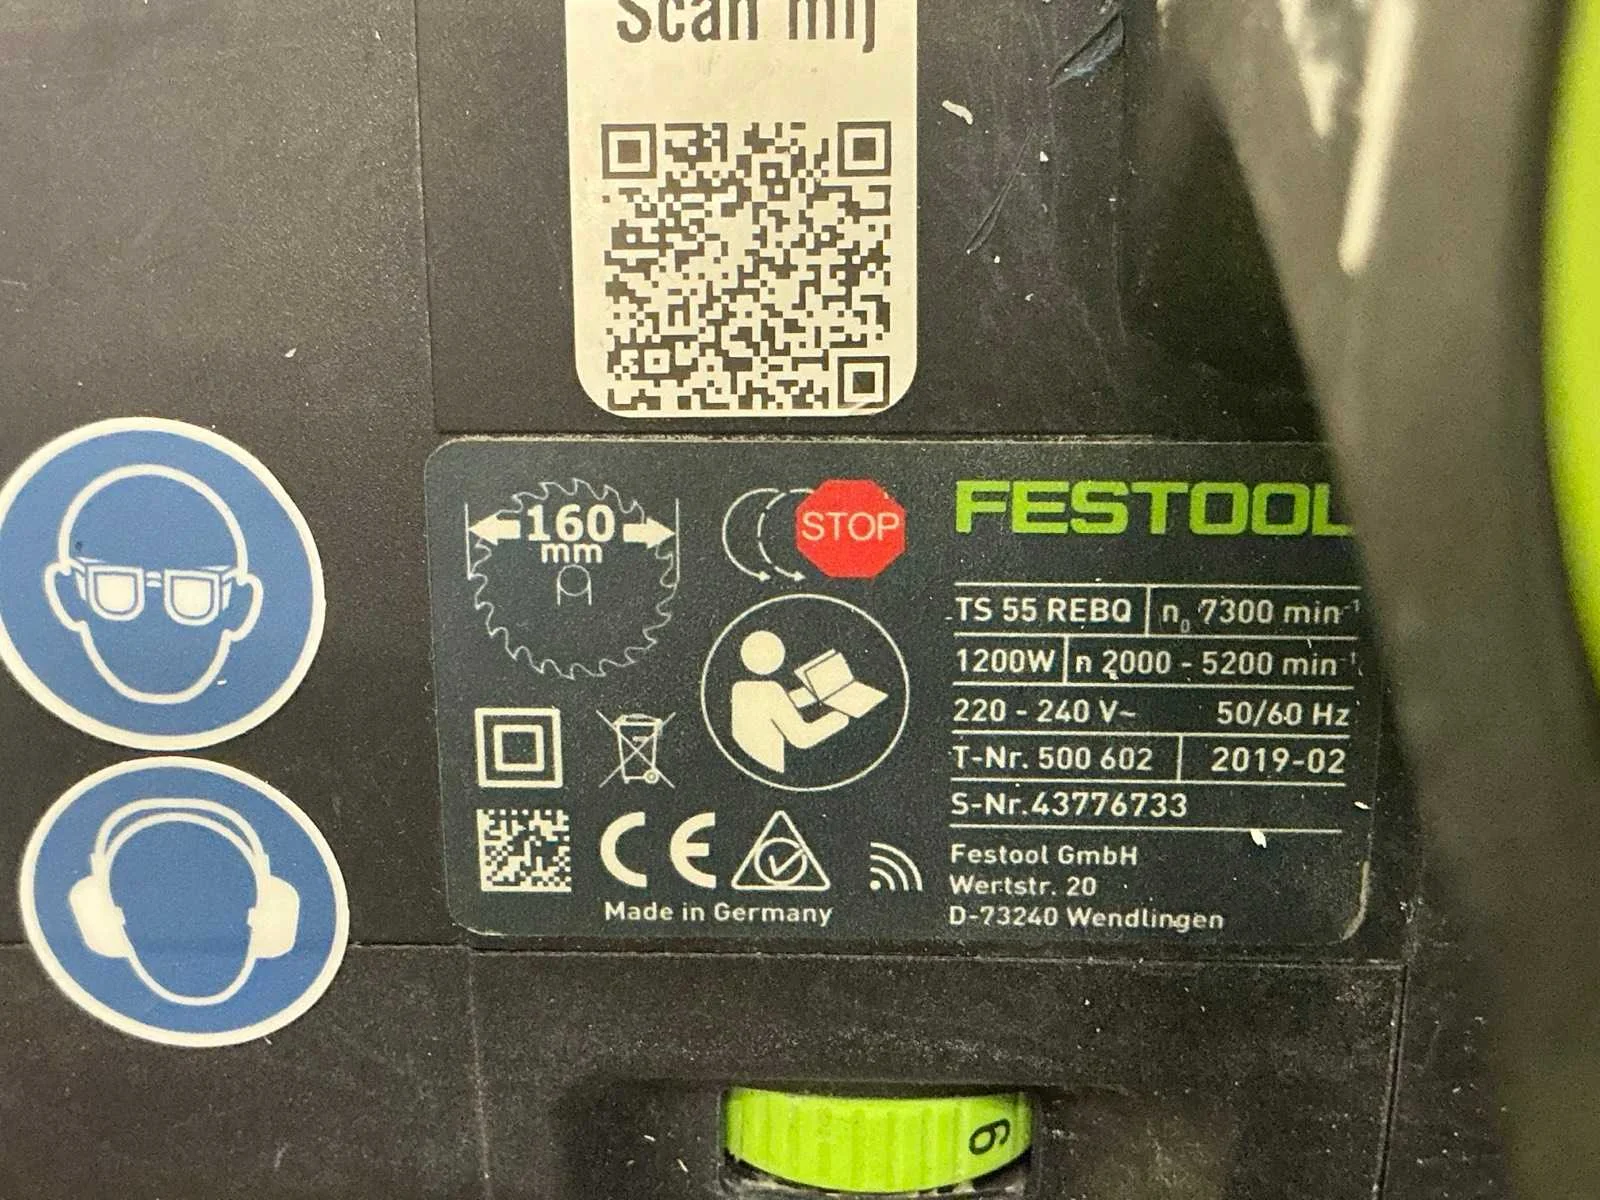 Scan mij
160
mm
STOP
FESTOOL
TS 55 REBQ n₀ 7300 min⁻¹
1200W n 2000 - 5200 min⁻¹
220 - 240 V~ 50/60 Hz
T-Nr. 500 602 2019-02
S-Nr.43776733
Festool GmbH
Wertstr. 20
D-73240 Wendlingen
CE
Made in Germany
6